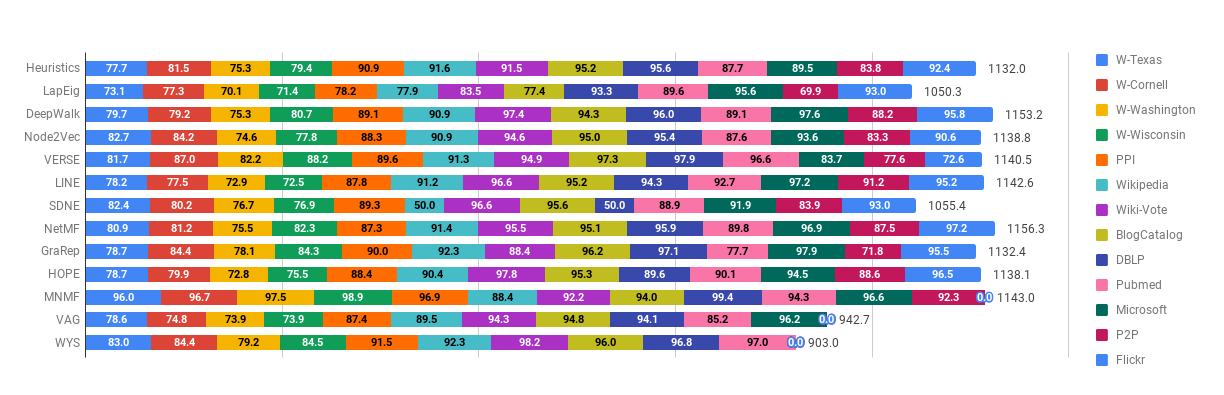 Heuristics 77.7 81.5 75.3 79.4 90.9 91.6 91.5 95.2 95.6 87.7 89.5 83.8 92.4 1132.0
LapEig 73.1 77.3 70.1 71.4 78.2 77.9 83.5 77.4 93.3 89.6 95.6 69.9 93.0 1050.3
DeepWalk 79.7 79.2 75.3 80.7 89.1 90.9 97.4 94.3 96.0 89.1 97.6 88.2 95.8 1153.2
Node2Vec 82.7 84.2 74.6 77.8 88.3 90.9 94.6 95.0 95.4 87.6 93.6 83.3 90.6 1138.8
VERSE 81.7 87.0 82.2 88.2 89.6 91.3 94.9 97.3 97.9 96.6 83.7 77.6 72.6 1140.5
LINE 78.2 77.5 72.9 72.5 87.8 91.2 96.6 95.2 94.3 92.7 97.2 91.2 95.2 1142.6
SDNE 82.4 80.2 76.7 76.9 89.3 50.0 96.6 95.6 50.0 88.9 91.9 83.9 93.0 1055.4
NetMF 80.9 81.2 75.5 82.3 87.3 91.4 95.5 95.1 95.9 89.8 96.9 87.5 97.2 1156.3
GraRep 78.7 84.4 78.1 84.3 90.0 92.3 88.4 96.2 97.1 77.7 97.9 71.8 95.5 1132.4
HOPE 78.7 79.9 72.8 75.5 88.4 90.4 97.8 95.3 89.6 90.1 94.5 88.6 96.5 1138.1
MNMF 96.0 96.7 97.5 98.9 96.9 88.4 92.2 94.0 99.4 94.3 96.6 92.3 0.0 1143.0
VAG 78.6 74.8 73.9 73.9 87.4 89.5 94.3 94.8 94.1 85.2 96.2 0.0 942.7
WYS 83.0 84.4 79.2 84.5 91.5 92.3 98.2 96.0 96.8 97.0 0.0 903.0
W-Texas
W-Cornell
W-Washington
W-Wisconsin
PPI
Wikipedia
Wiki-Vote
BlogCatalog
DBLP
Pubmed
Microsoft
P2P
Flickr